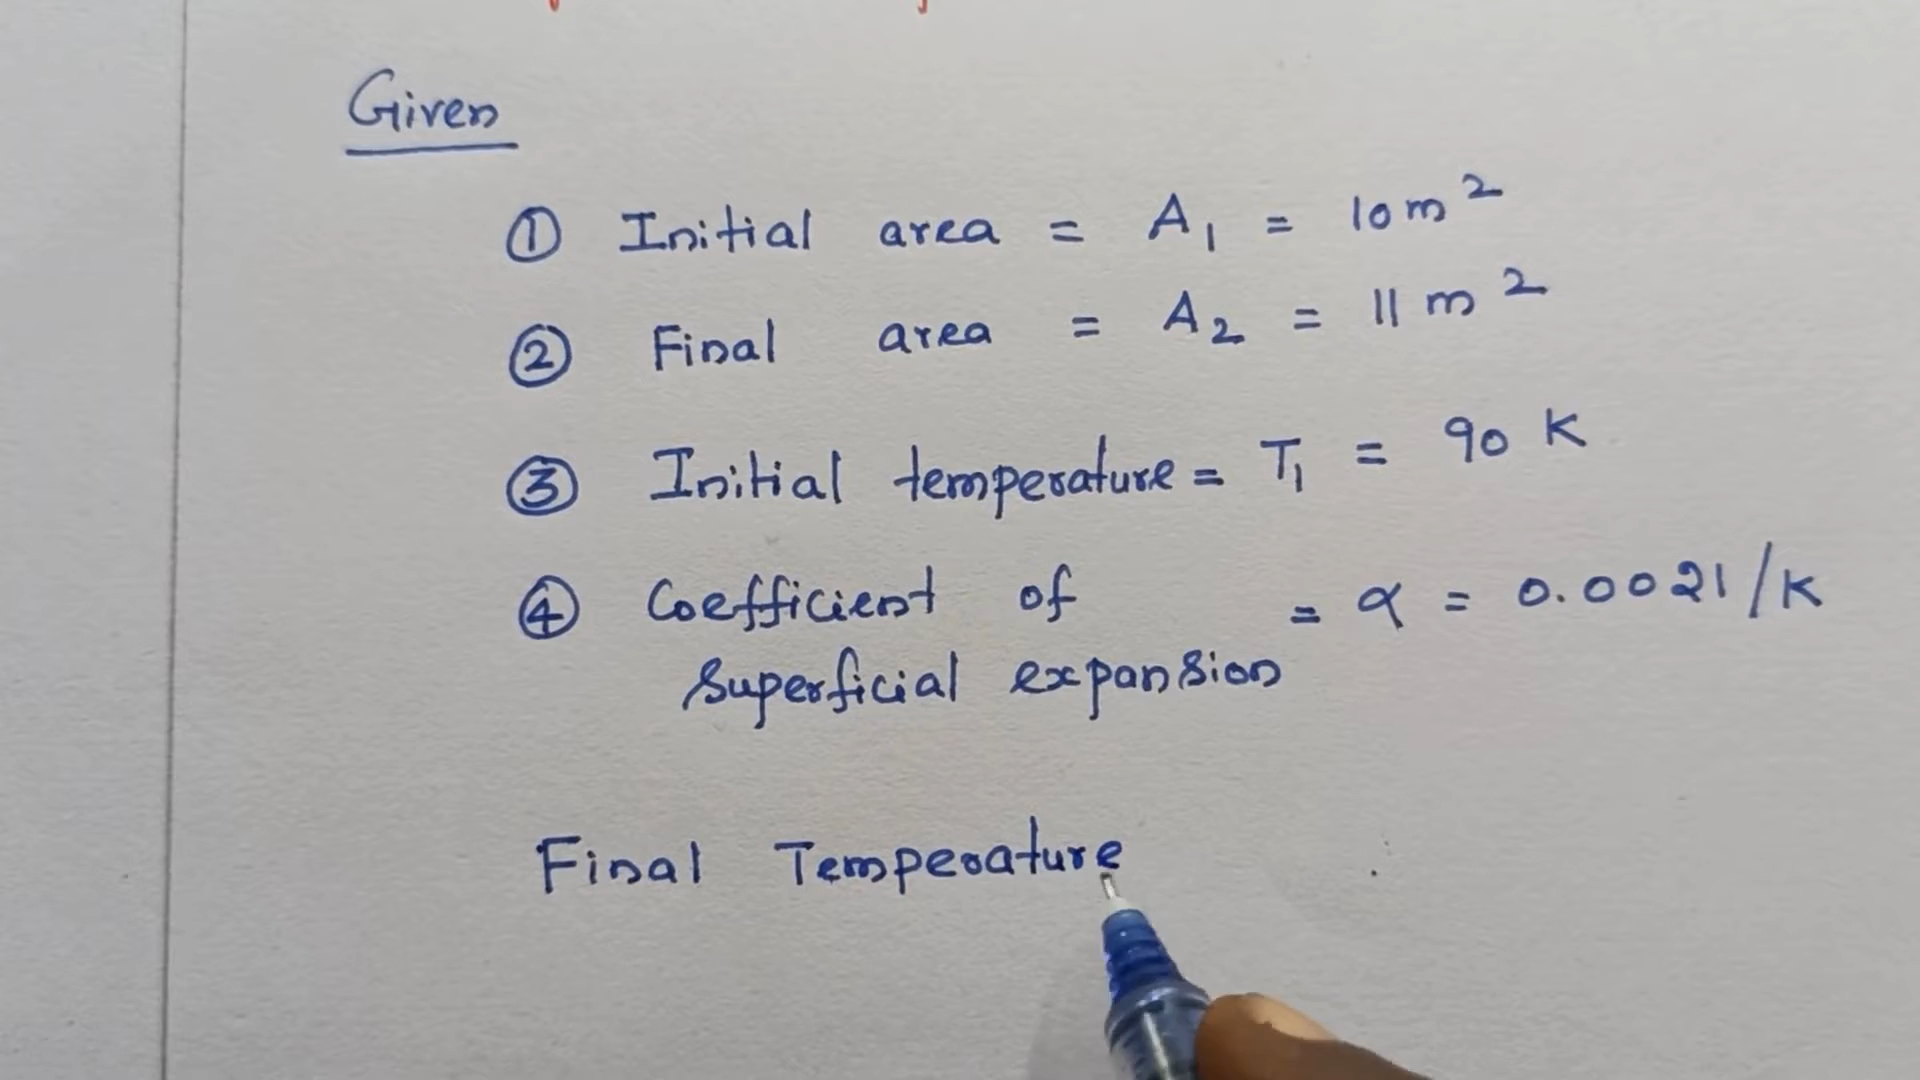 Given
① Initial area = A₁ = 10 m²
② Final area = A₂ = 11 m²
③ Initial temperature = T₁ = 90 K
④ Coefficient of
superficial expansion = α = 0.0021/K
Final Temperature